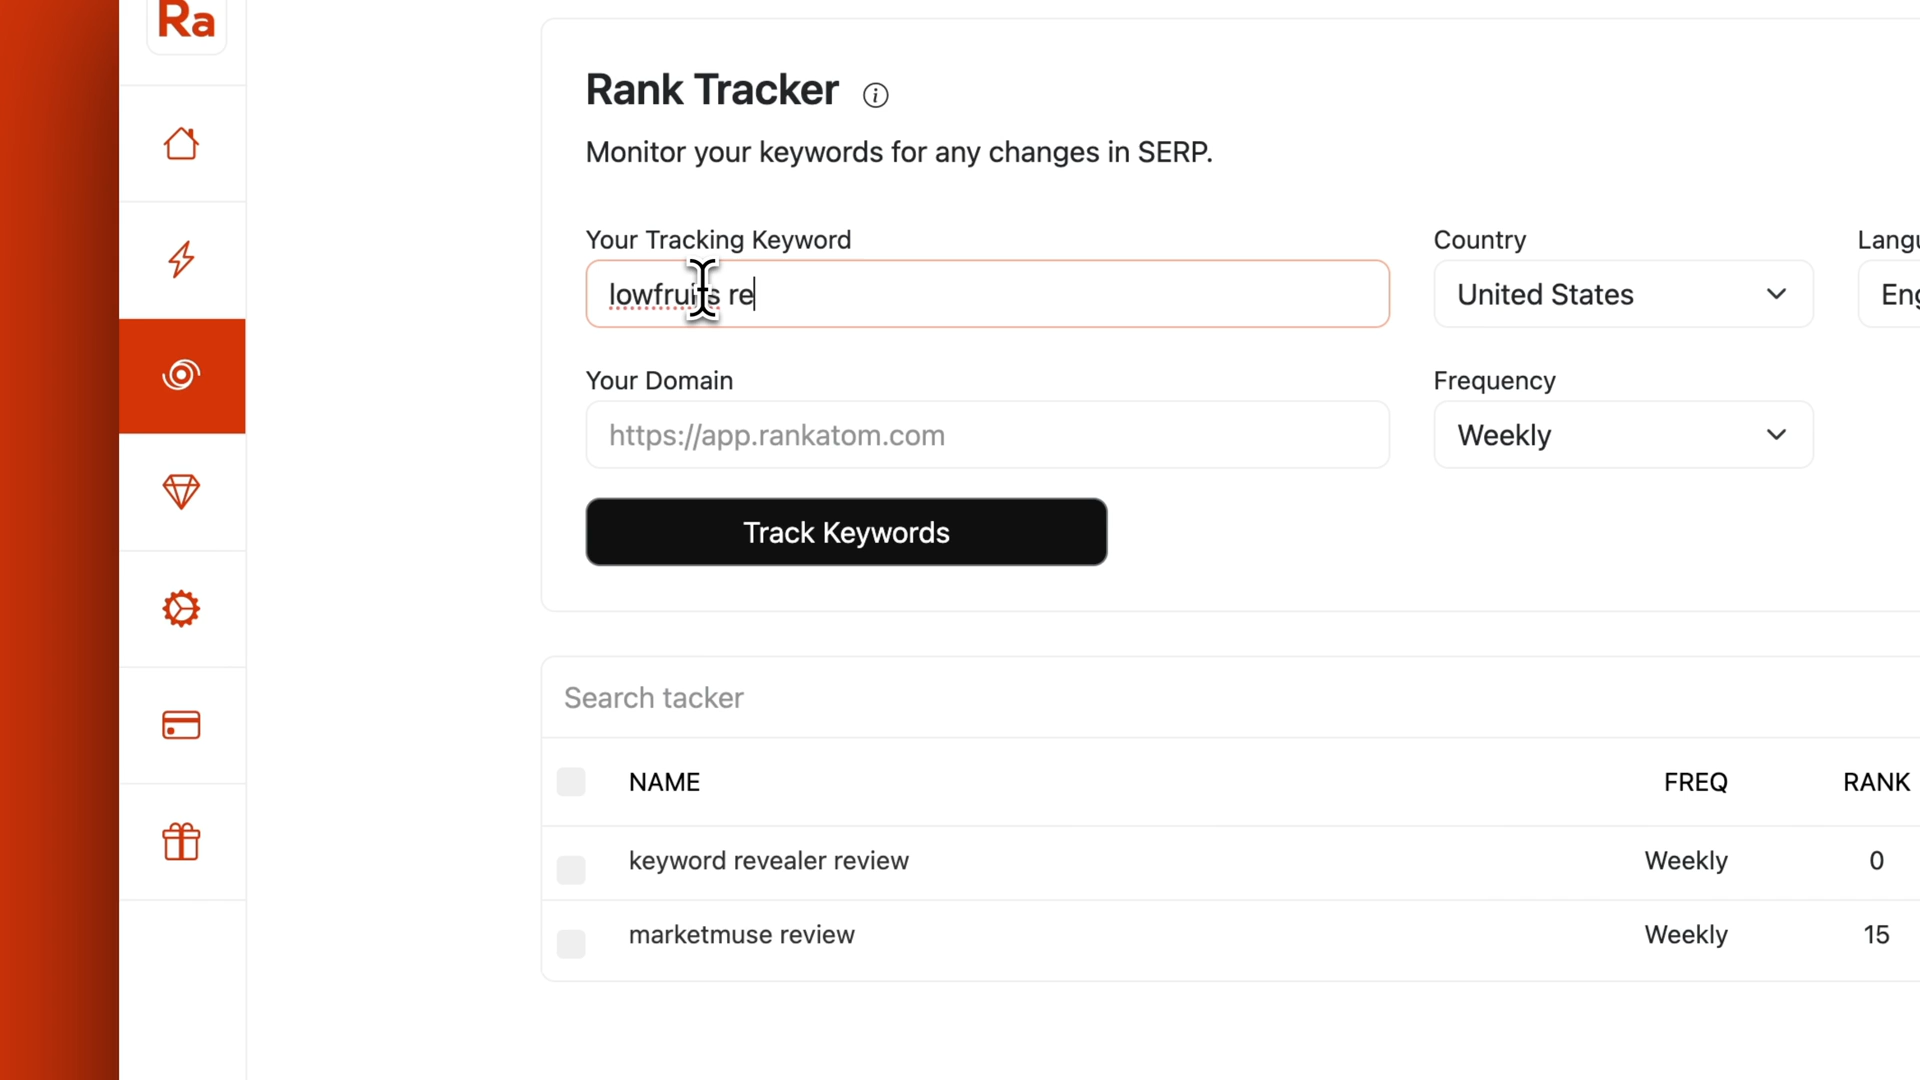 Ra
Rank Tracker
Monitor your keywords for any changes in SERP.
Your Tracking Keyword
Country
lowfruits re
United States
Your Domain
Frequency
https://app.rankatom.com
Weekly
Track Keywords
Search tacker
NAME FREQ RANK
keyword revealer review Weekly 0
marketmuse review Weekly 15